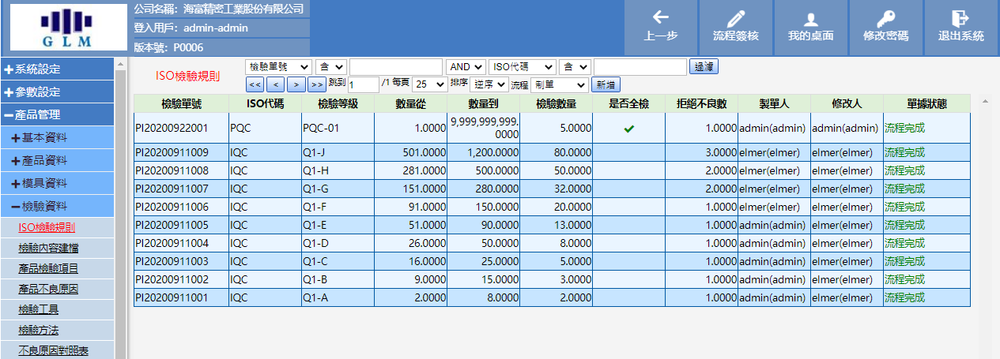 GLM
公司名稱：海富精密工業股份有限公司
登入用戶：admin-admin
版本號：P0006
上一步
流程簽核
我的桌面
修改密碼
退出系統
系統設定
參數設定
產品管理
基本資料
產品資料
模具資料
檢驗資料
ISO檢驗規則
檢驗內容建檔
產品檢驗項目
產品不良原因
檢驗工具
檢驗方法
不良原因對照表
ISO檢驗規則
檢驗單號 含 AND ISO代碼 含 過濾
<< < > >> 跳到 1 /1 每頁 25 排序 逆序 流程 制單 新增
檢驗單號 ISO代碼 檢驗等級 數量從 數量到 檢驗數量 是否全檢 拒絕不良數 製單人 修改人 單據狀態
PI20200922001 PQC PQC-01 1.0000 9,999,999,999.0000 5.0000 ✓ 1.0000 admin(admin) admin(admin) 流程完成
PI20200911009 IQC Q1-J 501.0000 1,200.0000 80.0000 3.0000 elmer(elmer) elmer(elmer) 流程完成
PI20200911008 IQC Q1-H 281.0000 500.0000 50.0000 2.0000 elmer(elmer) elmer(elmer) 流程完成
PI20200911007 IQC Q1-G 151.0000 280.0000 32.0000 2.0000 elmer(elmer) elmer(elmer) 流程完成
PI20200911006 IQC Q1-F 91.0000 150.0000 20.0000 1.0000 elmer(elmer) elmer(elmer) 流程完成
PI20200911005 IQC Q1-E 51.0000 90.0000 13.0000 1.0000 admin(admin) elmer(elmer) 流程完成
PI20200911004 IQC Q1-D 26.0000 50.0000 8.0000 1.0000 admin(admin) elmer(elmer) 流程完成
PI20200911003 IQC Q1-C 16.0000 25.0000 5.0000 1.0000 admin(admin) elmer(elmer) 流程完成
PI20200911002 IQC Q1-B 9.0000 15.0000 3.0000 1.0000 admin(admin) elmer(elmer) 流程完成
PI20200911001 IQC Q1-A 2.0000 8.0000 2.0000 1.0000 admin(admin) elmer(elmer) 流程完成